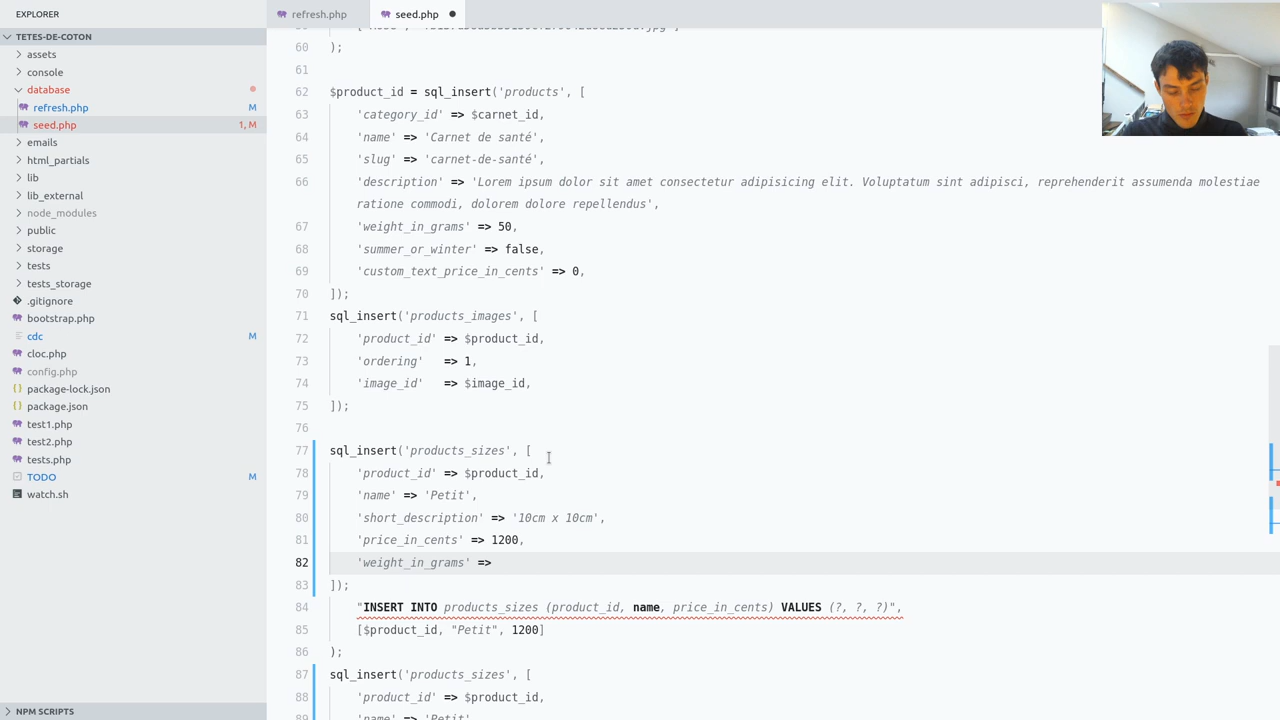 EXPLORER
refresh.php
seed.php
TETES-DE-COTON
assets
console
database
refresh.php M
seed.php 1, M
emails
html_partials
lib
lib_external
node_modules
public
storage
tests
tests_storage
.gitignore
bootstrap.php
cdc M
cloc.php
config.php
package-lock.json
package.json
test1.php
test2.php
tests.php
TODO M
watch.sh
NPM SCRIPTS
60 );
61
62 $product_id = sql_insert('products', [
63 'category_id' => $carnet_id,
64 'name' => 'Carnet de santé',
65 'slug' => 'carnet-de-santé',
66 'description' => 'Lorem ipsum dolor sit amet consectetur adipisicing elit. Voluptatum sint adipisci, reprehenderit assumenda molestiae
ratione commodi, dolorem dolore repellendus',
67 'weight_in_grams' => 50,
68 'summer_or_winter' => false,
69 'custom_text_price_in_cents' => 0,
70 ]);
71 sql_insert('products_images', [
72 'product_id' => $product_id,
73 'ordering' => 1,
74 'image_id' => $image_id,
75 ]);
76
77 sql_insert('products_sizes', [
78 'product_id' => $product_id,
79 'name' => 'Petit',
80 'short_description' => '10cm x 10cm',
81 'price_in_cents' => 1200,
82 'weight_in_grams' =>
83 ]);
84 "INSERT INTO products_sizes (product_id, name, price_in_cents) VALUES (?, ?, ?)",
85 [$product_id, "Petit", 1200]
86 );
87 sql_insert('products_sizes', [
88 'product_id' => $product_id,
89 'name' => 'Petit'